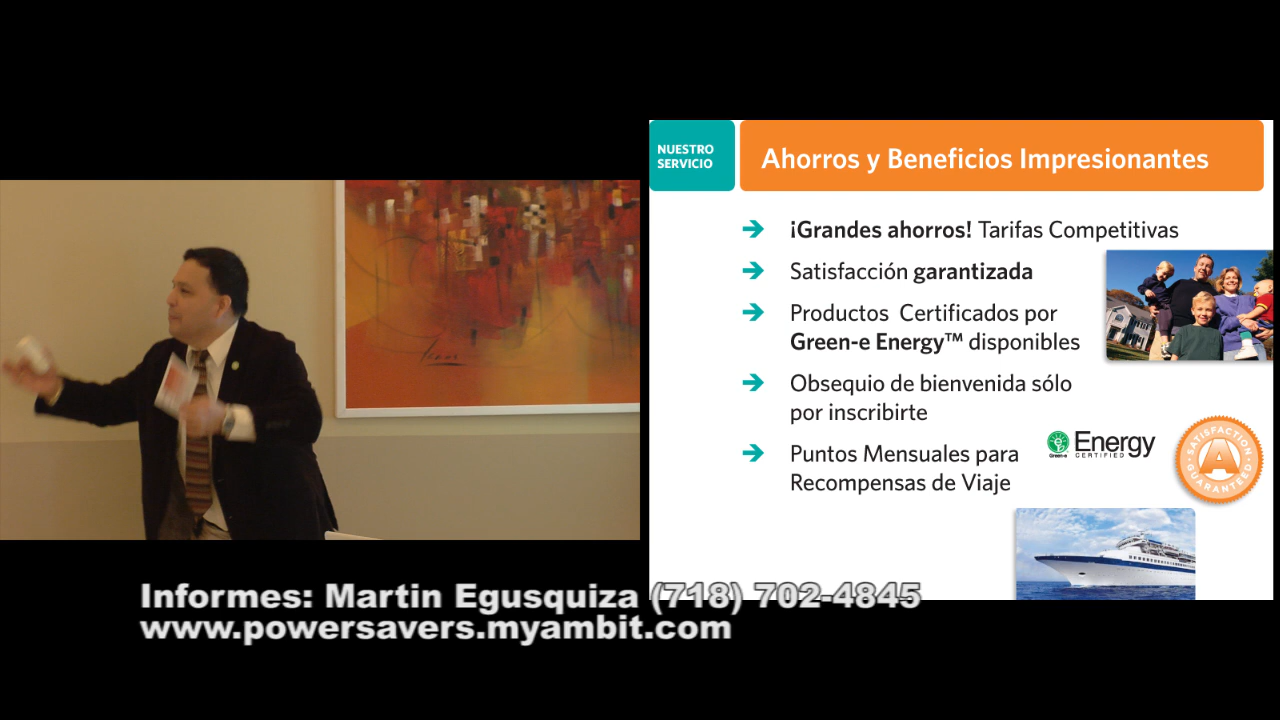 NUESTRO
SERVICIO
Ahorros y Beneficios Impresionantes
¡Grandes ahorros! Tarifas Competitivas
Satisfacción garantizada
Productos Certificados por
Green-e Energy™ disponibles
Obsequio de bienvenida sólo
por inscribirte
Puntos Mensuales para
Recompensas de Viaje
Green-e Energy
CERTIFIED
SATISFACTION
A
GUARANTEED
Informes: Martin Egusquiza (718) 702-4845
www.powersavers.myambit.com